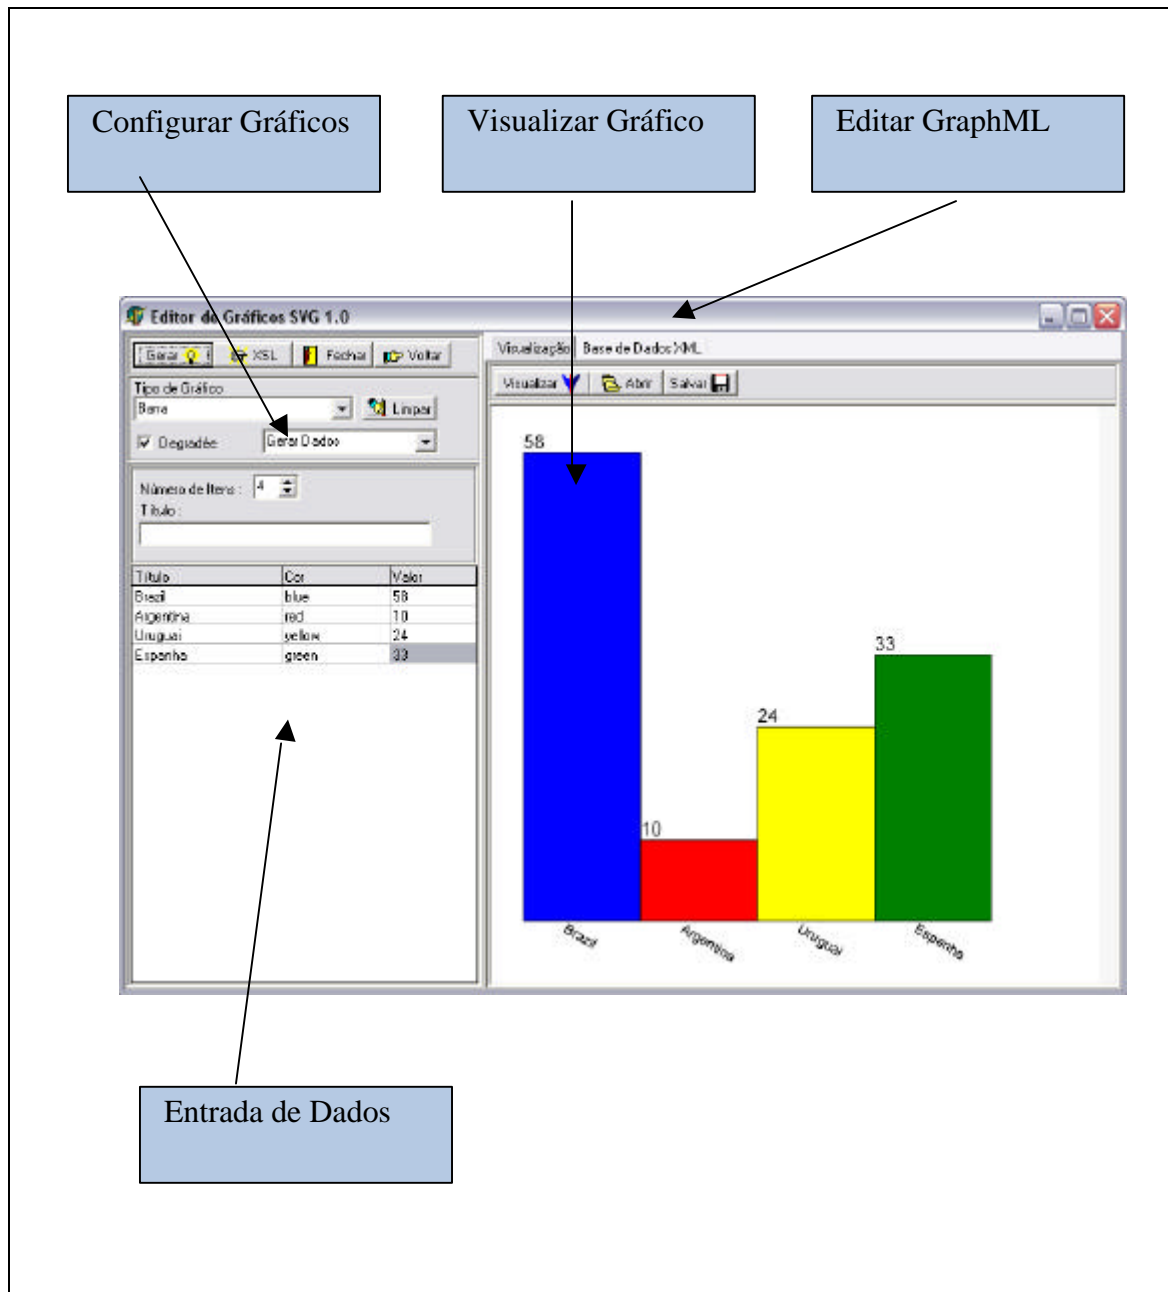 Configurar Gráficos
Visualizar Gráfico
Editar GraphML
Editor de Gráficos SVG 1.0
Gerar
XSL
Fechar
Voltar
Tipo de Gráfico
Barra
Limpar
Degradée
Gerar Dados
Número de Itens :
4
Título :
Título Cor Valor
Brazil blue 58
Argentina red 10
Uruguai yellow 24
Espanha green 33
Visualização
Base de Dados XML
Visualizar
Abrir
Salvar
58
10
24
33
Brazil
Argentina
Uruguai
Espanha
Entrada de Dados